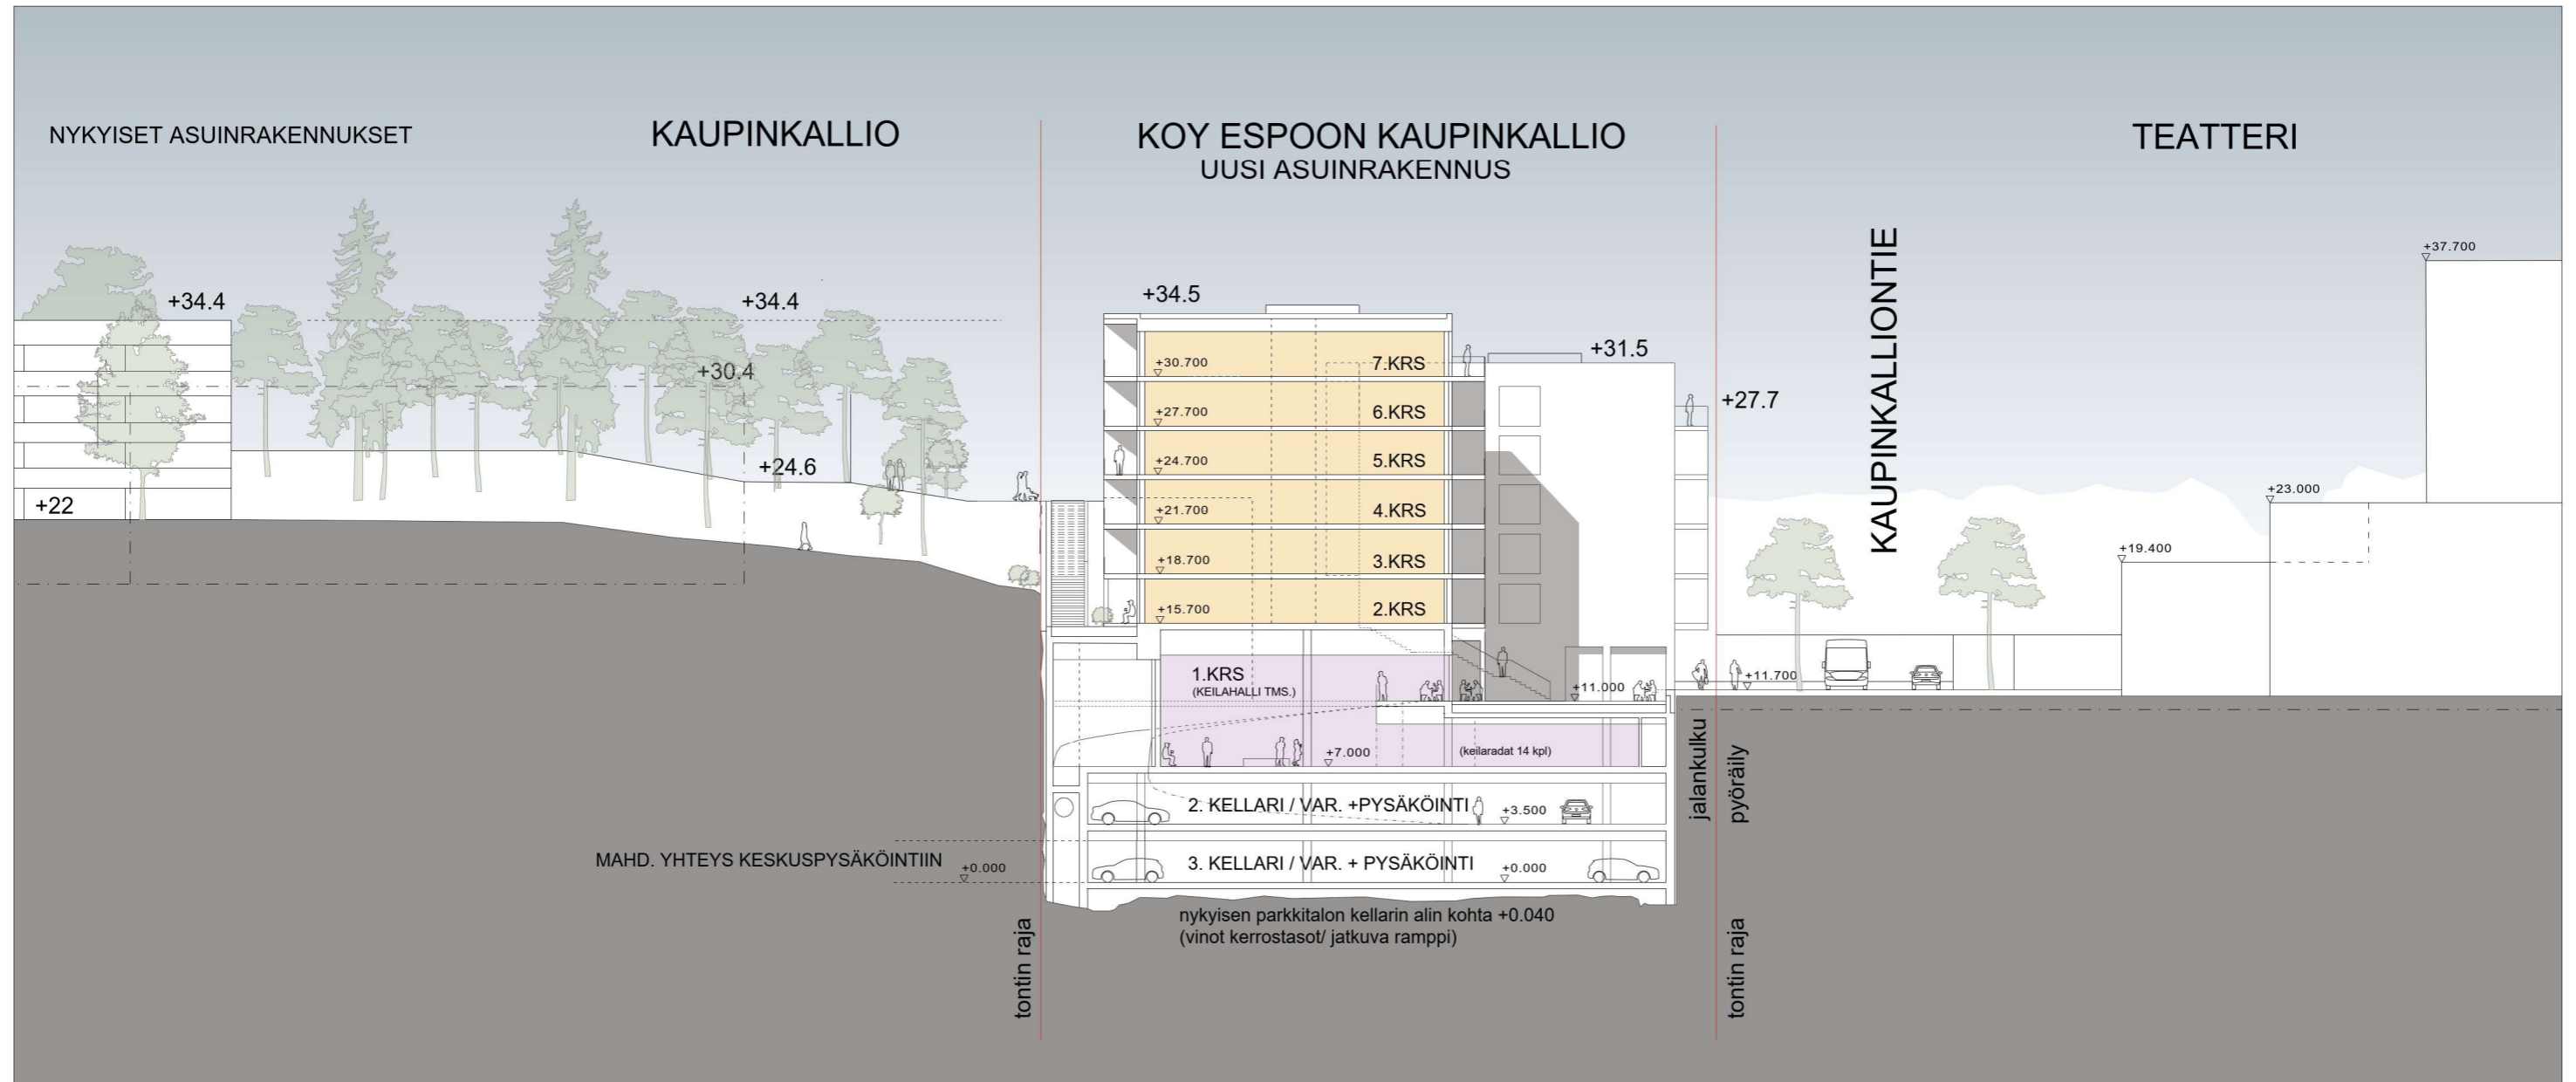 NYKYISET ASUINRAKENNUKSET
KAUPINKALLIO
KOY ESPOON KAUPINKALLIO
UUSI ASUINRAKENNUS
TEATTERI
KAUPINKALLIONTIE
+37.700
+34.4
+34.4
+34.5
+31.5
+30.4
+30.700
7.KRS
+27.7
+27.700
6.KRS
+24.6
+24.700
5.KRS
+22
+21.700
4.KRS
+23.000
+18.700
3.KRS
+19.400
+15.700
2.KRS
1.KRS
(KEILAHALLI TMS.)
+11.000
+11.700
+7.000
(keilaradat 14 kpl)
jalankulku
pyöräily
2. KELLARI / VAR. +PYSÄKÖINTI
+3.500
MAHD. YHTEYS KESKUSPYSÄKÖINTIIN
+0.000
3. KELLARI / VAR. + PYSÄKÖINTI
+0.000
nykyisen parkkitalon kellarin alin kohta +0.040
(vinot kerrostasot/ jatkuva ramppi)
tontin raja
tontin raja